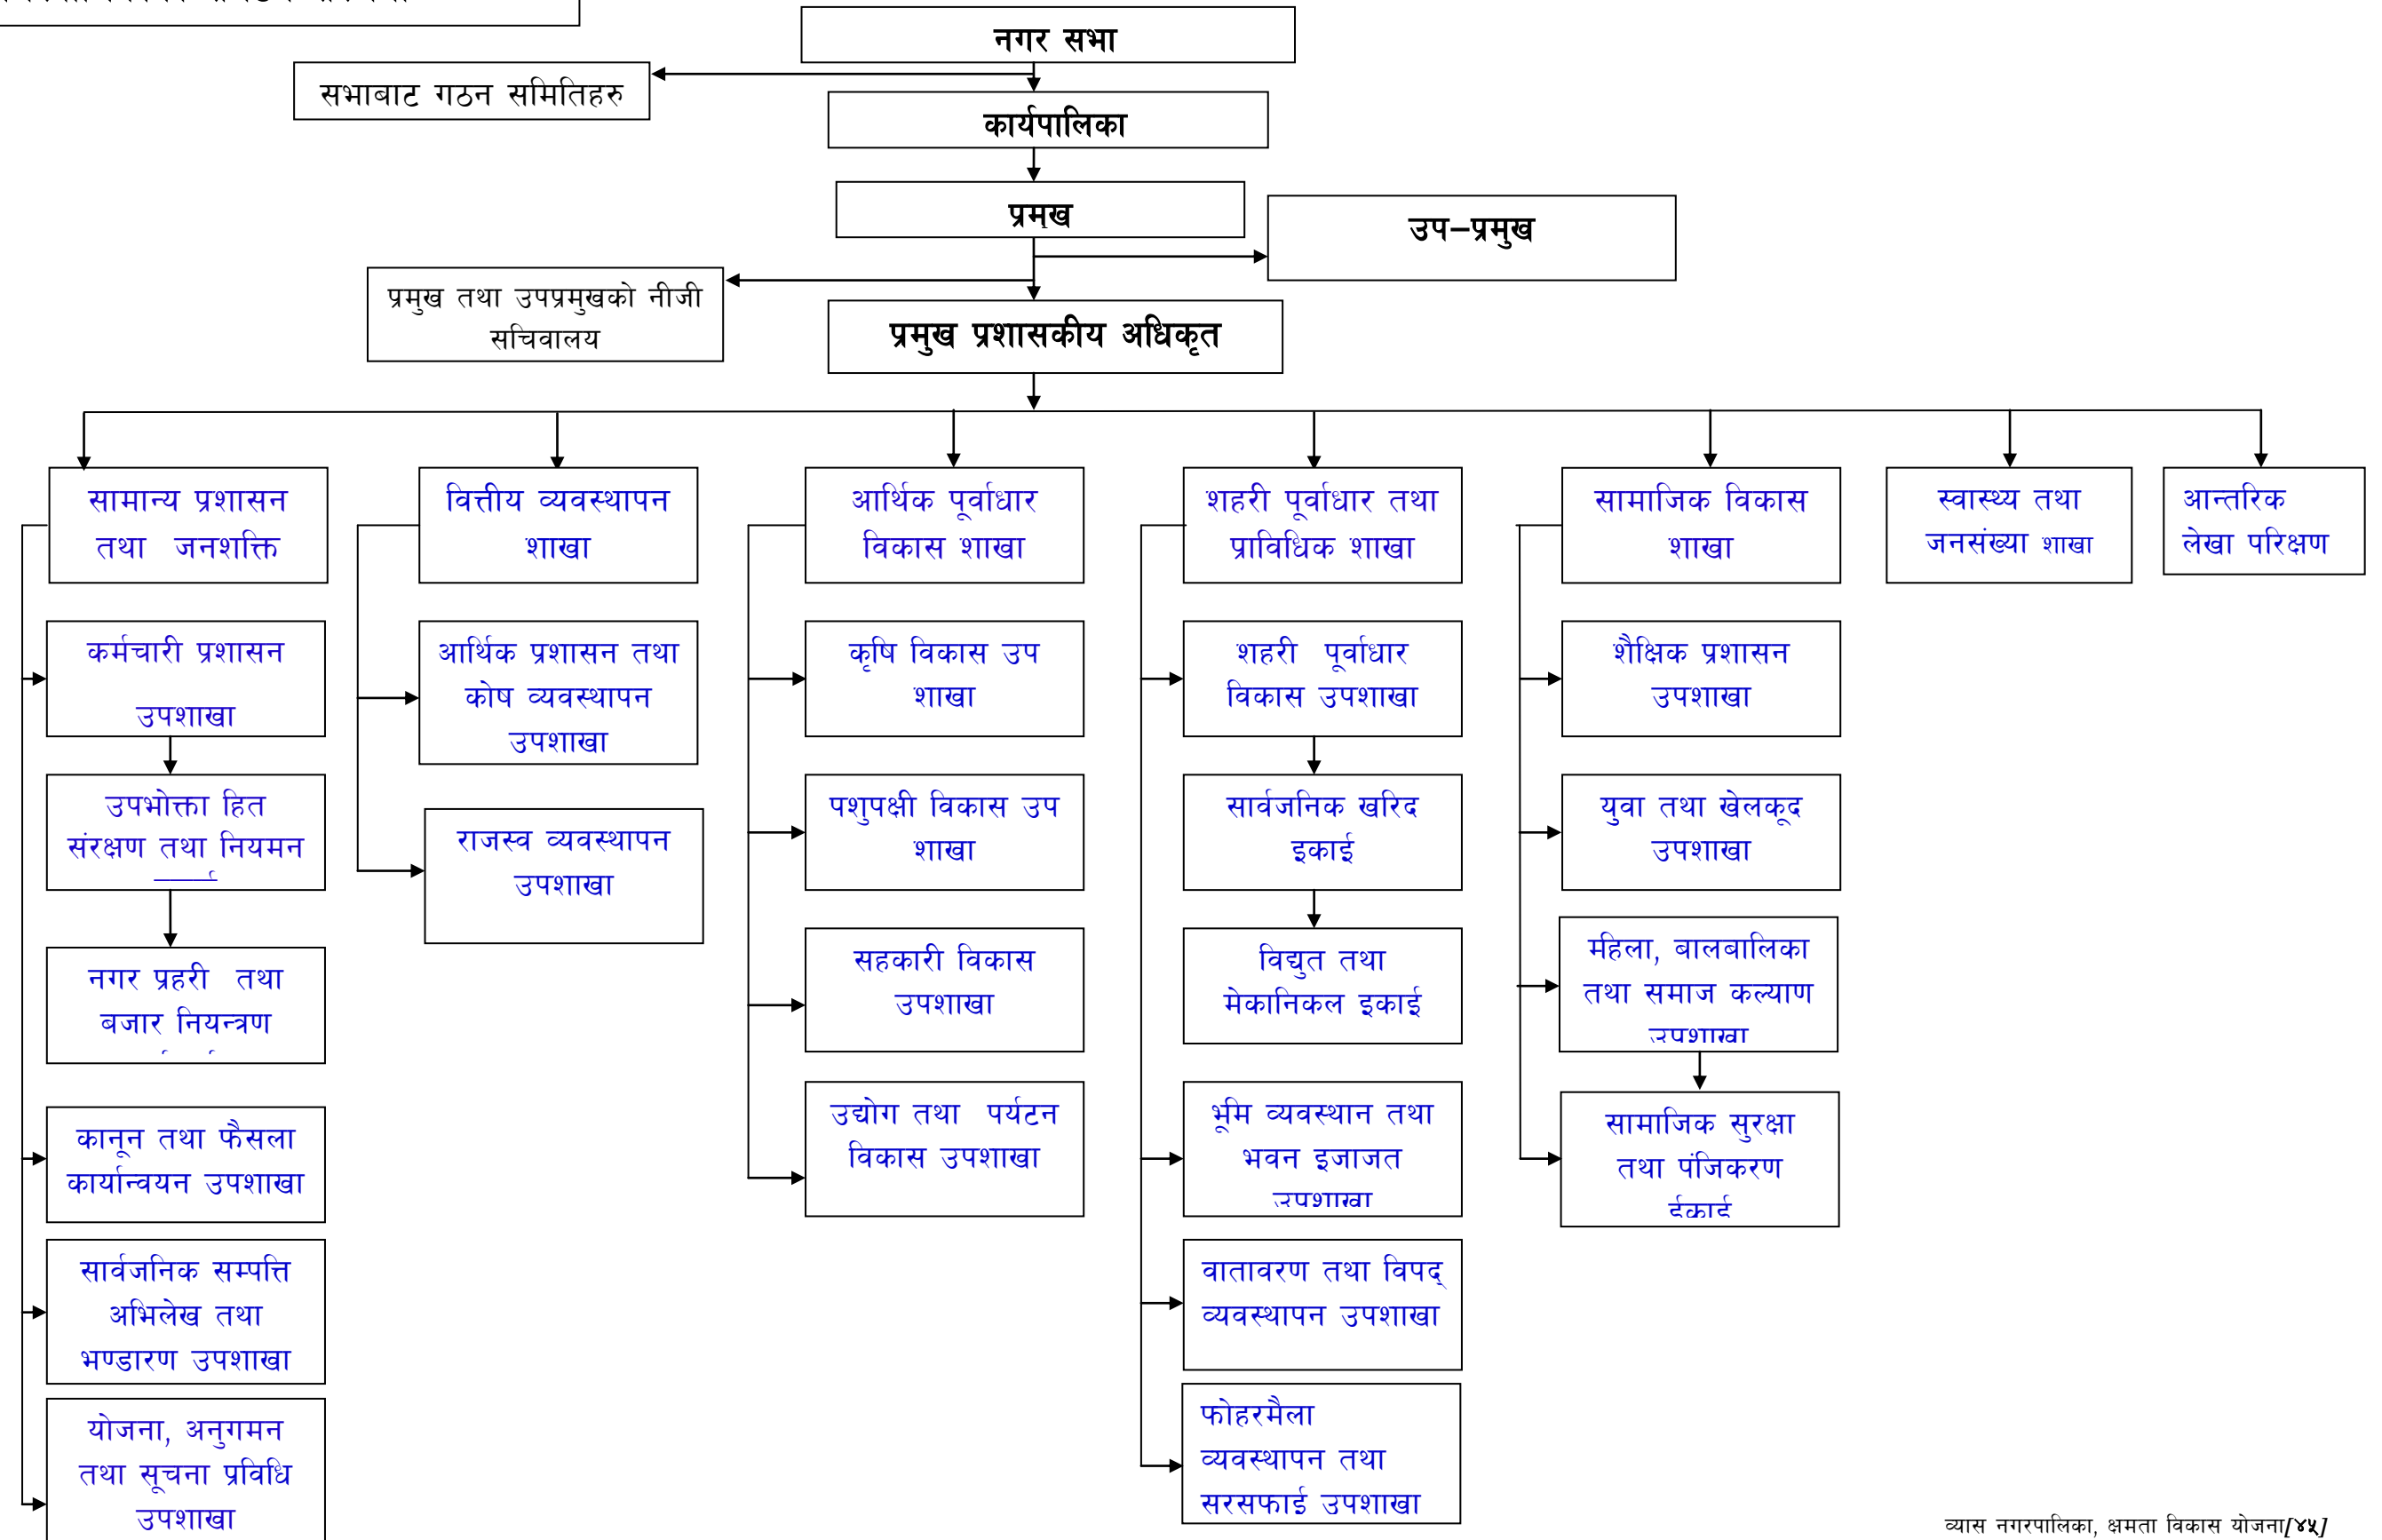 नगर सभा
सभाबाट गठन समितिहरु
कार्यपालिका
प्रमुख
उप–प्रमुख
प्रमुख तथा उपप्रमुखको नीजी
सचिवालय
प्रमुख प्रशासकीय अधिकृत
सामान्य प्रशासन
तथा जनशक्ति
वित्तीय व्यवस्थापन
शाखा
आर्थिक पूर्वाधार
विकास शाखा
शहरी पूर्वाधार तथा
प्राविधिक शाखा
सामाजिक विकास
शाखा
स्वास्थ्य तथा
जनसंख्या शाखा
आन्तरिक
लेखा परिक्षण
कर्मचारी प्रशासन
उपशाखा
उपभोक्ता हित
संरक्षण तथा नियमन
नगर प्रहरी तथा
बजार नियन्त्रण
कानून तथा फैसला
कार्यान्वयन उपशाखा
सार्वजनिक सम्पत्ति
अभिलेख तथा
भण्डारण उपशाखा
योजना, अनुगमन
तथा सूचना प्रविधि
उपशाखा
आर्थिक प्रशासन तथा
कोष व्यवस्थापन
उपशाखा
राजस्व व्यवस्थापन
उपशाखा
कृषि विकास उप
शाखा
पशुपक्षी विकास उप
शाखा
सहकारी विकास
उपशाखा
उद्योग तथा पर्यटन
विकास उपशाखा
शहरी पूर्वाधार
विकास उपशाखा
सार्वजनिक खरिद
इकाई
विद्युत तथा
मेकानिकल इकाई
भूमि व्यवस्थान तथा
भवन इजाजत
उपशाखा
वातावरण तथा विपद्
व्यवस्थापन उपशाखा
फोहरमैला
व्यवस्थापन तथा
सरसफाई उपशाखा
शैक्षिक प्रशासन
उपशाखा
युवा तथा खेलकूद
उपशाखा
महिला, बालबालिका
तथा समाज कल्याण
उपशाखा
सामाजिक सुरक्षा
तथा पंजिकरण
ईकाई
व्यास नगरपालिका, क्षमता विकास योजना[४५]